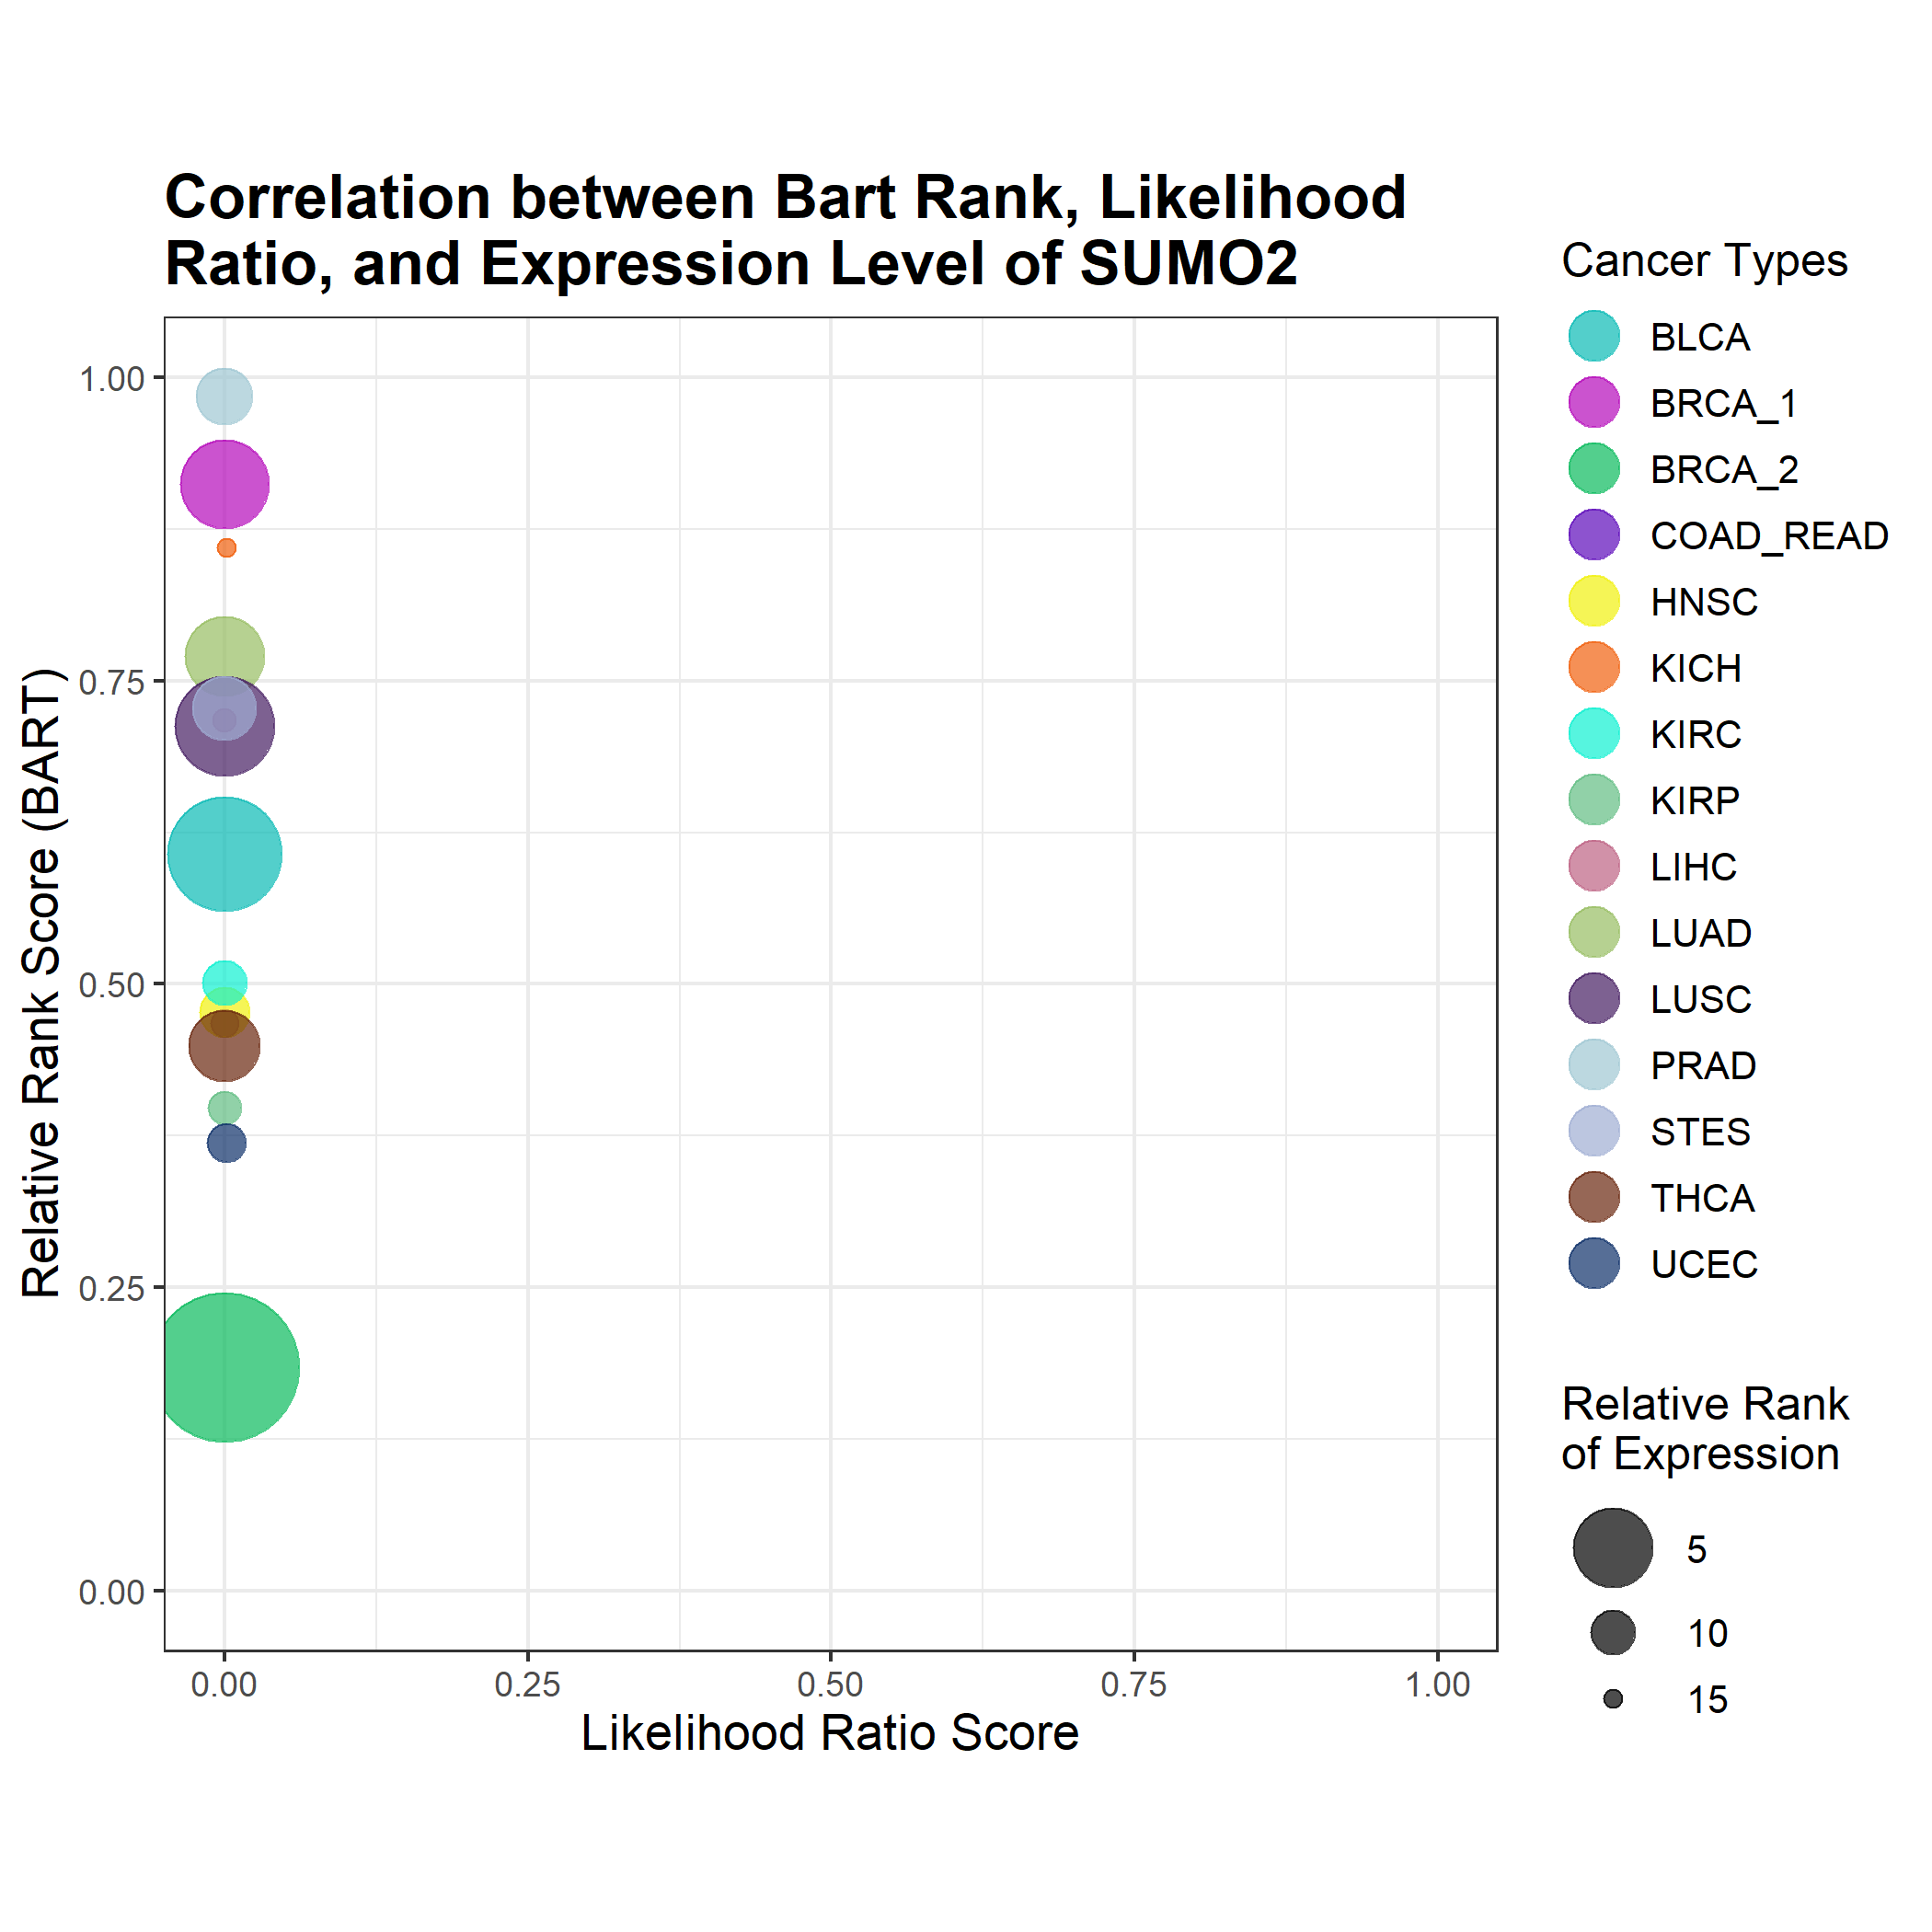 Correlation between Bart Rank, Likelihood
Ratio, and Expression Level of SUMO2
Relative Rank Score (BART)
1.00
0.75
0.50
0.25
0.00
0.00 0.25 0.50 0.75 1.00
Likelihood Ratio Score
Cancer Types
BLCA
BRCA_1
BRCA_2
COAD_READ
HNSC
KICH
KIRC
KIRP
LIHC
LUAD
LUSC
PRAD
STES
THCA
UCEC
Relative Rank
of Expression
5
10
15